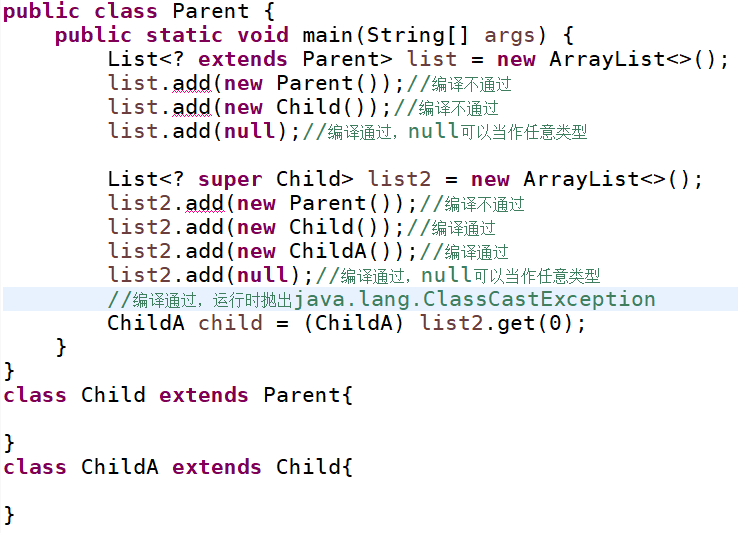 public class Parent {
    public static void main(String[] args) {
        List<? extends Parent> list = new ArrayList<>();
        list.add(new Parent());//编译不通过
        list.add(new Child());//编译不通过
        list.add(null);//编译通过，null可以当作任意类型
        List<? super Child> list2 = new ArrayList<>();
        list2.add(new Parent());//编译不通过
        list2.add(new Child());//编译通过
        list2.add(new ChildA());//编译通过
        list2.add(null);//编译通过，null可以当作任意类型
        //编译通过，运行时抛出java.lang.ClassCastException
        ChildA child = (ChildA) list2.get(0);
    }
}
class Child extends Parent{
}
class ChildA extends Child{
}